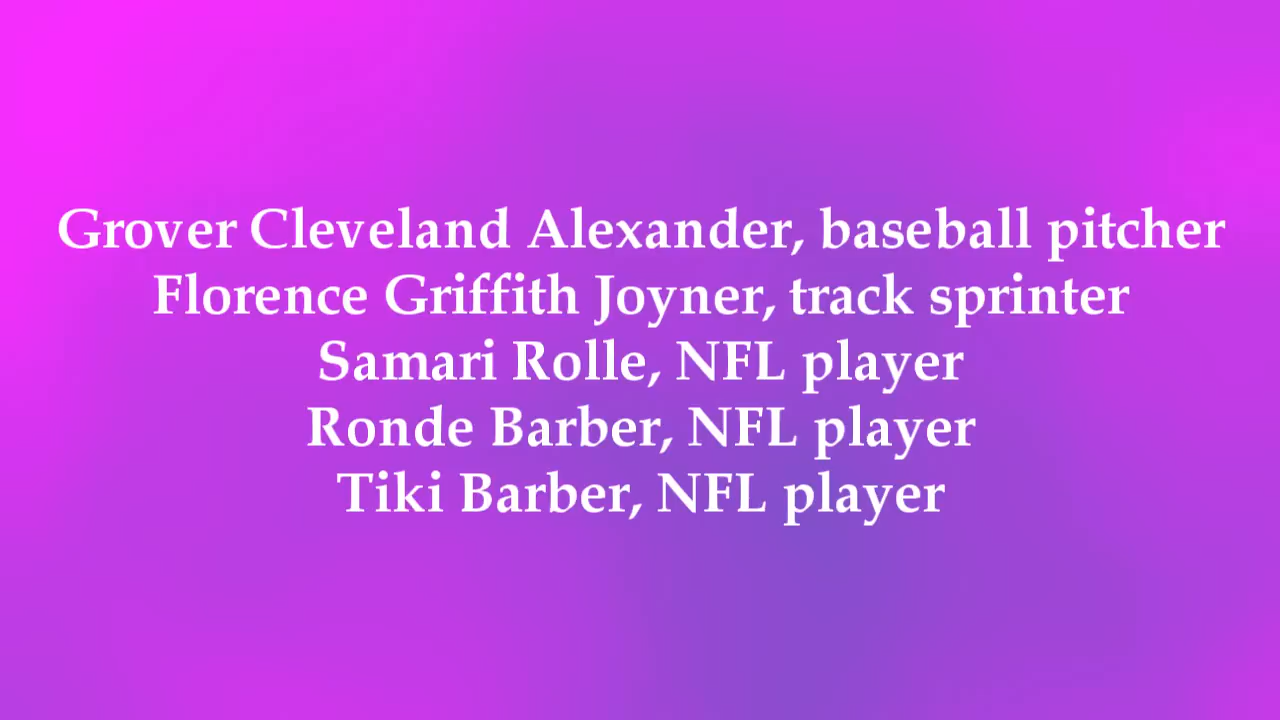 Grover Cleveland Alexander, baseball pitcher
Florence Griffith Joyner, track sprinter
Samari Rolle, NFL player
Ronde Barber, NFL player
Tiki Barber, NFL player